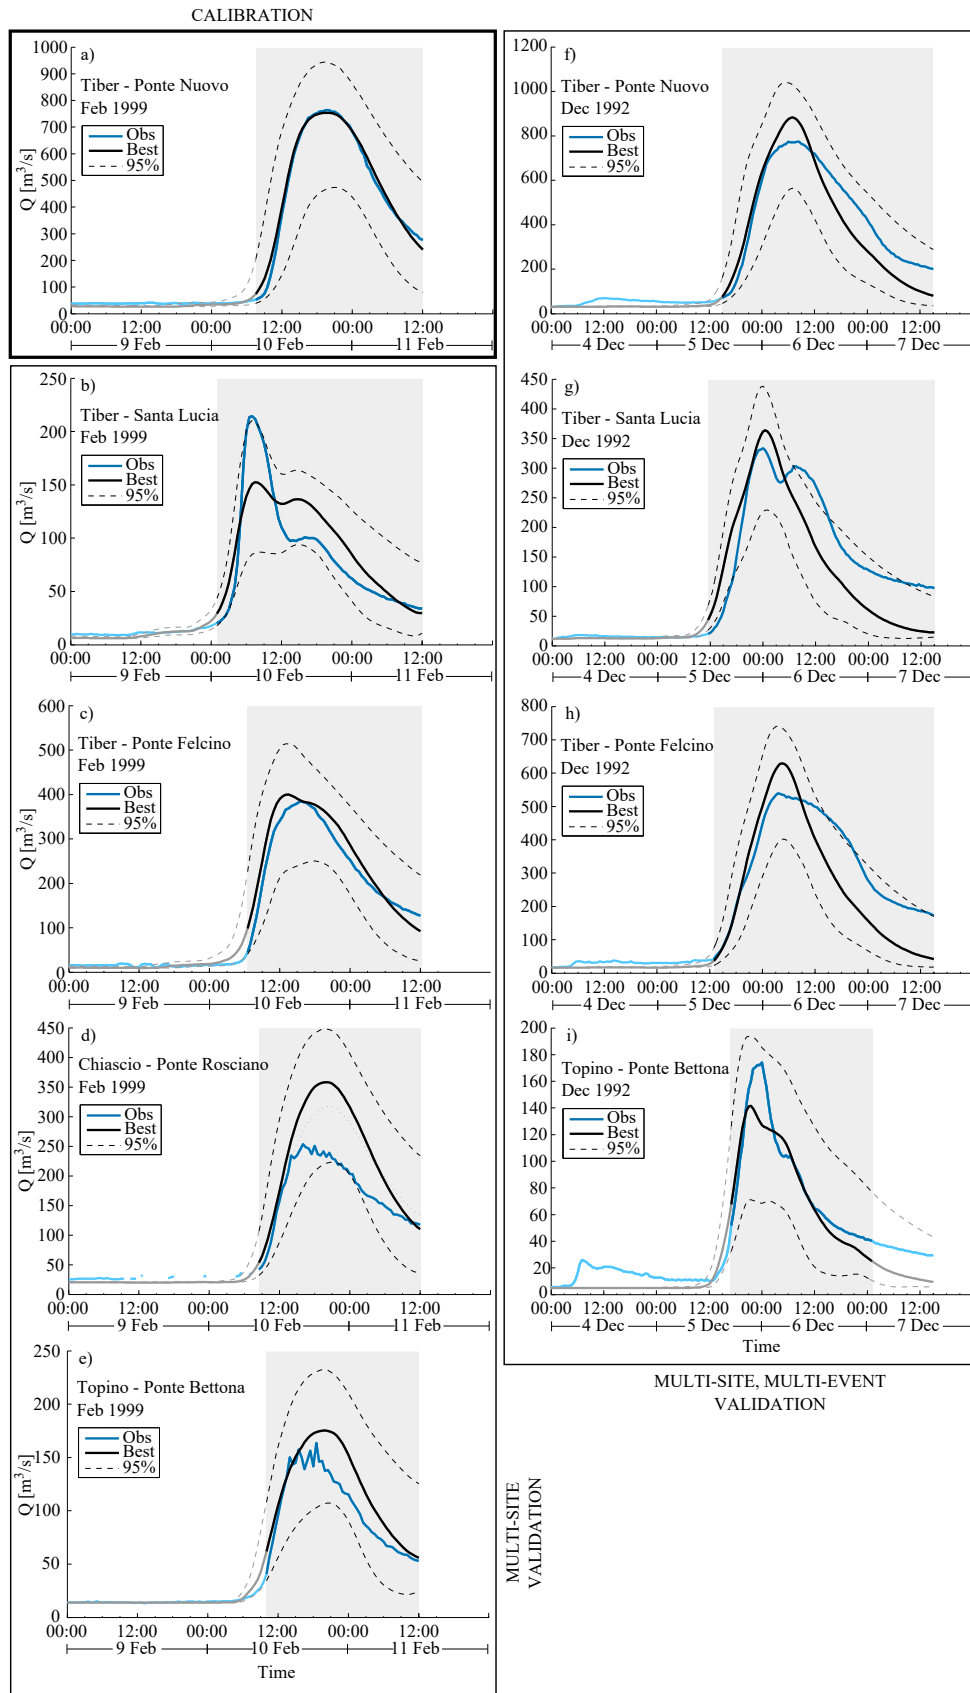 CALIBRATION
a)
Tiber - Ponte Nuovo
Feb 1999
Obs
Best
95%
Q [m³/s]
1000
900
800
700
600
500
400
300
200
100
0
00:00 12:00 00:00 12:00 00:00 12:00
9 Feb 10 Feb 11 Feb
b)
Tiber - Santa Lucia
Feb 1999
Obs
Best
95%
Q [m³/s]
250
200
150
100
50
0
00:00 12:00 00:00 12:00 00:00 12:00
9 Feb 10 Feb 11 Feb
c)
Tiber - Ponte Felcino
Feb 1999
Obs
Best
95%
Q [m³/s]
600
500
400
300
200
100
0
00:00 12:00 00:00 12:00 00:00 12:00
9 Feb 10 Feb 11 Feb
d)
Chiascio - Ponte Rosciano
Feb 1999
Obs
Best
95%
Q [m³/s]
450
400
350
300
250
200
150
100
50
0
00:00 12:00 00:00 12:00 00:00 12:00
9 Feb 10 Feb 11 Feb
e)
Topino - Ponte Bettona
Feb 1999
Obs
Best
95%
Q [m³/s]
250
200
150
100
50
0
00:00 12:00 00:00 12:00 00:00 12:00
9 Feb 10 Feb 11 Feb
Time
f)
Tiber - Ponte Nuovo
Dec 1992
Obs
Best
95%
1200
1000
800
600
400
200
0
00:00 12:00 00:00 12:00 00:00 12:00 00:00 12:00
4 Dec 5 Dec 6 Dec 7 Dec
g)
Tiber - Santa Lucia
Dec 1992
Obs
Best
95%
450
400
350
300
250
200
150
100
50
0
00:00 12:00 00:00 12:00 00:00 12:00 00:00 12:00
4 Dec 5 Dec 6 Dec 7 Dec
h)
Tiber - Ponte Felcino
Dec 1992
Obs
Best
95%
800
700
600
500
400
300
200
100
0
00:00 12:00 00:00 12:00 00:00 12:00 00:00 12:00
4 Dec 5 Dec 6 Dec 7 Dec
i)
Topino - Ponte Bettona
Dec 1992
Obs
Best
95%
200
180
160
140
120
100
80
60
40
20
0
00:00 12:00 00:00 12:00 00:00 12:00 00:00 12:00
4 Dec 5 Dec 6 Dec 7 Dec
Time
MULTI-SITE, MULTI-EVENT
VALIDATION
MULTI-SITE
VALIDATION